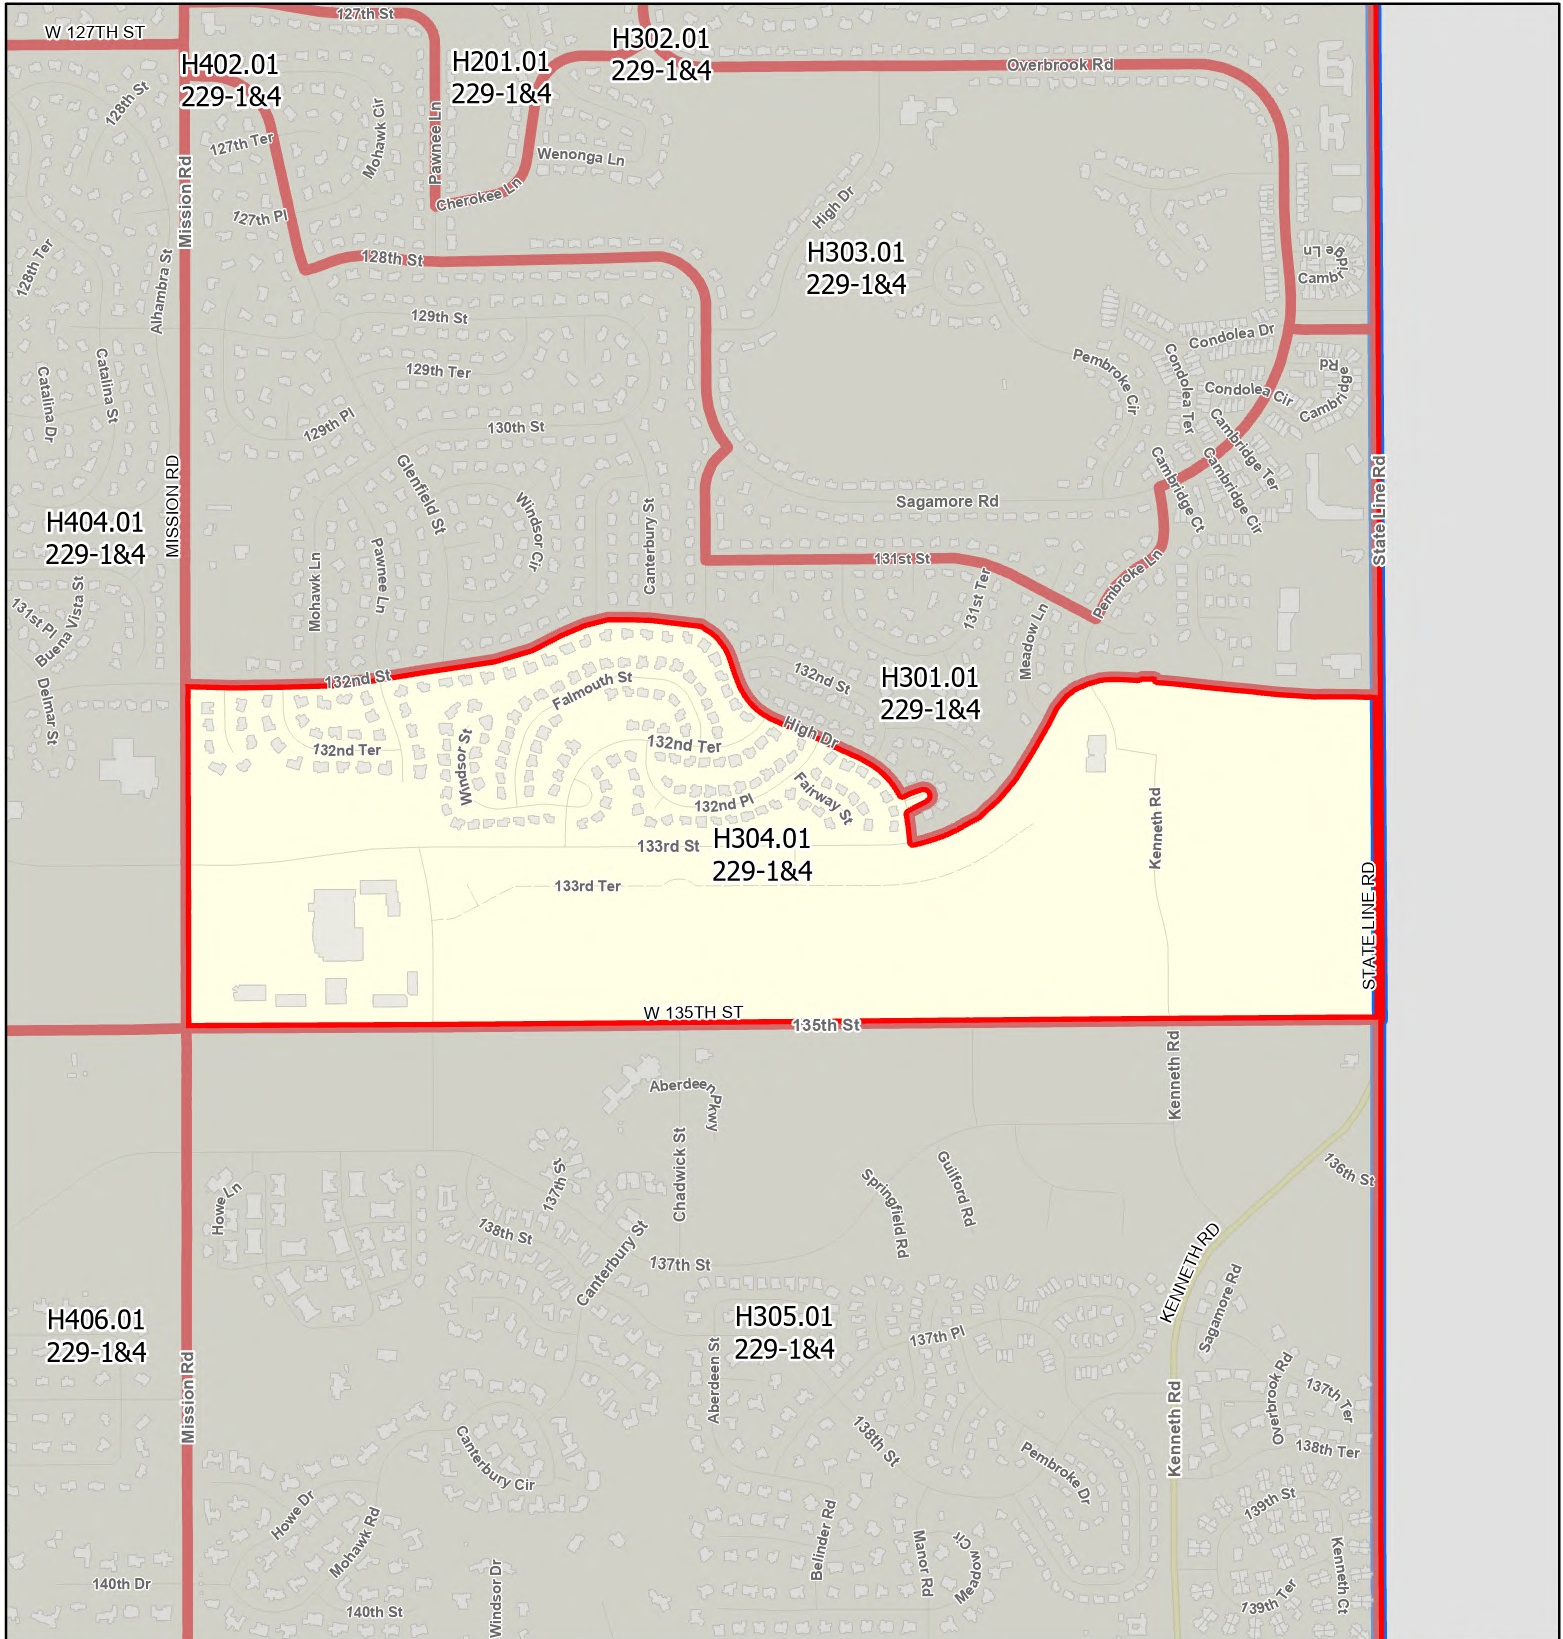 127th St
W 127TH ST
H302.01
229-1&4
H201.01
229-1&4
H402.01
229-1&4
Overbrook Rd
128th St
Mohawk Cir
127th Ter
Pawnee Ln
Wenonga Ln
Mission Rd
Cherokee Ln
High Dr
127th Pl
128th Ter
Alhambra St
128th St
H303.01
229-1&4
Cambridge Ln
129th St
Condolea Dr
Catalina St
Catalina Dr
129th Ter
Pembroke Cir
Condolea Ter
Condolea Cir
Cambridge Rd
129th Pl
130th St
Cambridge Ter
Glenfield St
MISSION RD
Cambridge Ct
Cambridge Cir
State Line Rd
Sagamore Rd
H404.01
229-1&4
Windsor Cir
Canterbury St
Mohawk Ln
Pawnee Ln
131st St
131st Ter
Pembroke Ln
131st Pl
Buena Vista St
Meadow Ln
132nd St
132nd St
H301.01
229-1&4
Delmar St
Falmouth St
High Dr
132nd Ter
132nd Ter
Windsor St
132nd Pl
Fairway St
Kenneth Rd
133rd St
H304.01
229-1&4
133rd Ter
STATE LINE RD
W 135TH ST
135th St
Kenneth Rd
Aberdeen Pkwy
Chadwick St
136th St
Howe Ln
137th St
Springfield Rd
Guilford Rd
138th St
Canterbury St
137th St
KENNETH RD
Sagamore Rd
H406.01
229-1&4
H305.01
229-1&4
137th Pl
Mission Rd
Aberdeen St
Overbrook Rd
137th Ter
Kenneth Rd
138th St
138th Ter
Canterbury Cir
Pembroke Dr
139th St
Howe Dr
Mohawk Rd
Belinder Rd
Manor Rd
Meadow Cir
Kenneth Ct
140th Dr
140th St
Windsor Dr
139th Ter